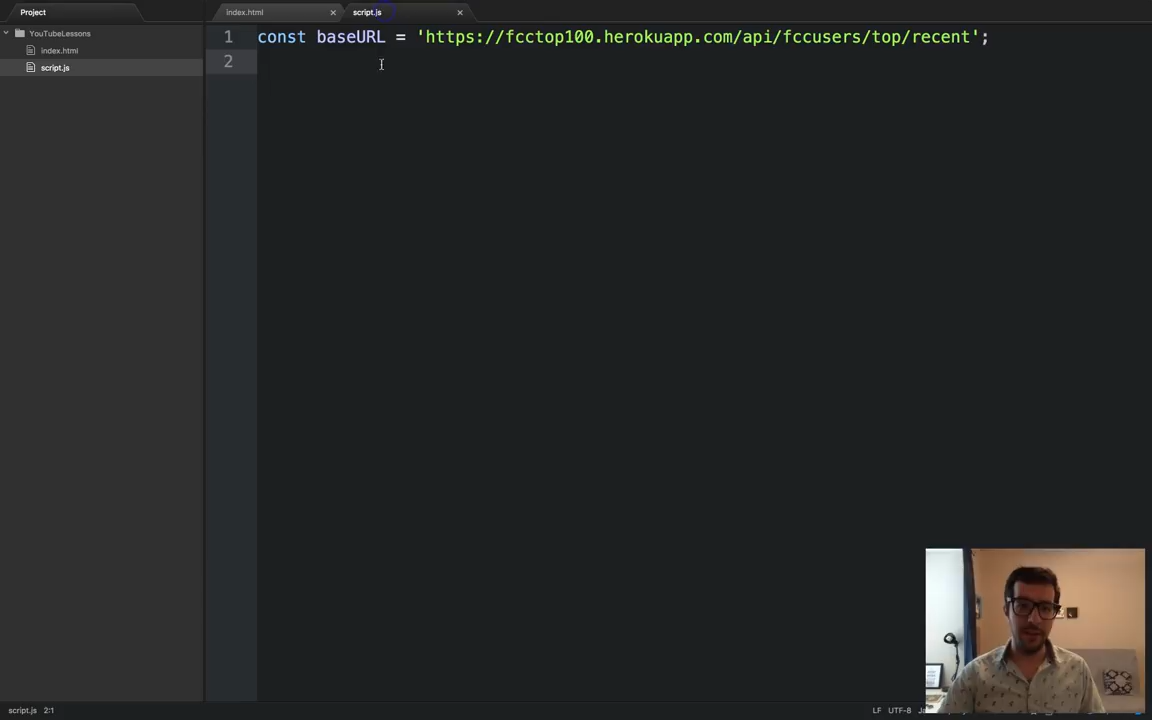 Project
index.html
script.js
YouTubeLessons
index.html
script.js
1 const baseURL = 'https://fcctop100.herokuapp.com/api/fccusers/top/recent';
2
script.js 2:1
LF UTF-8